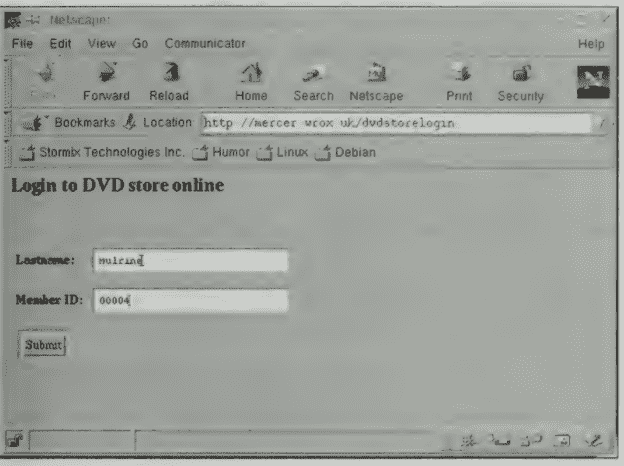 Netscape:
File Edit View Go Communicator Help
Forward Reload Home Search Netscape Print Security
Bookmarks Location http //mercer wrox uk/dvdstorelogin
Stormix Technologies Inc. Humor Linux Debian
Login to DVD store online
Lastname:
Member ID: 00004
Submit